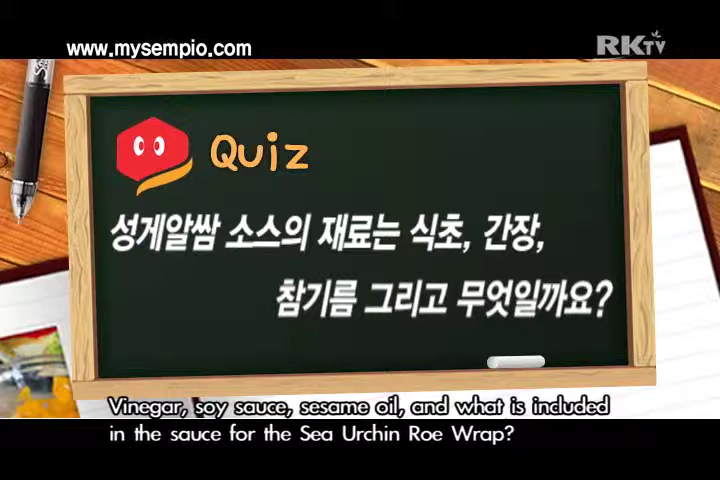 www.mysempio.com
RKTV
Quiz
성게알쌈 소스의 재료는 식초, 간장,
참기름 그리고 무엇일까요?
Vinegar, soy sauce, sesame oil, and what is included
in the sauce for the Sea Urchin Roe Wrap?